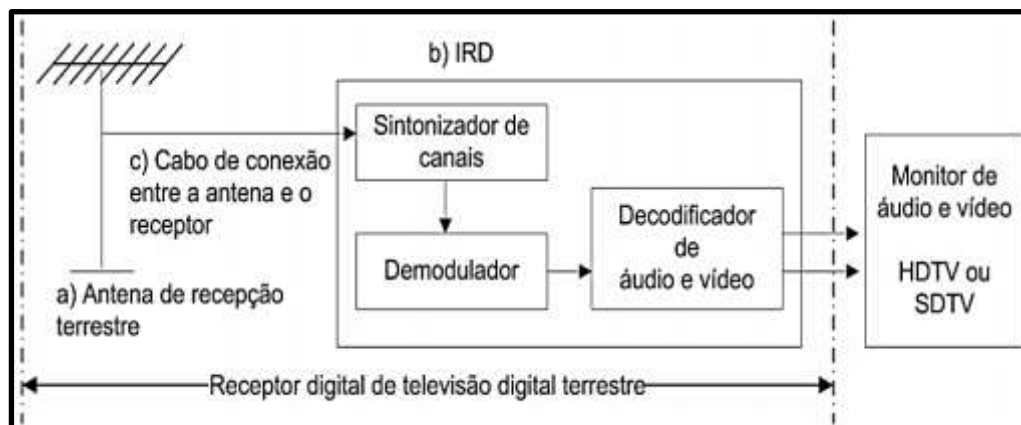 b) IRD
Sintonizador de
canais
c) Cabo de conexão
entre a antena e o
receptor
Demodulador
Decodificador
de
áudio e vídeo
Monitor de
áudio e vídeo
HDTV ou
SDTV
a) Antena de recepção
terrestre
Receptor digital de televisão digital terrestre